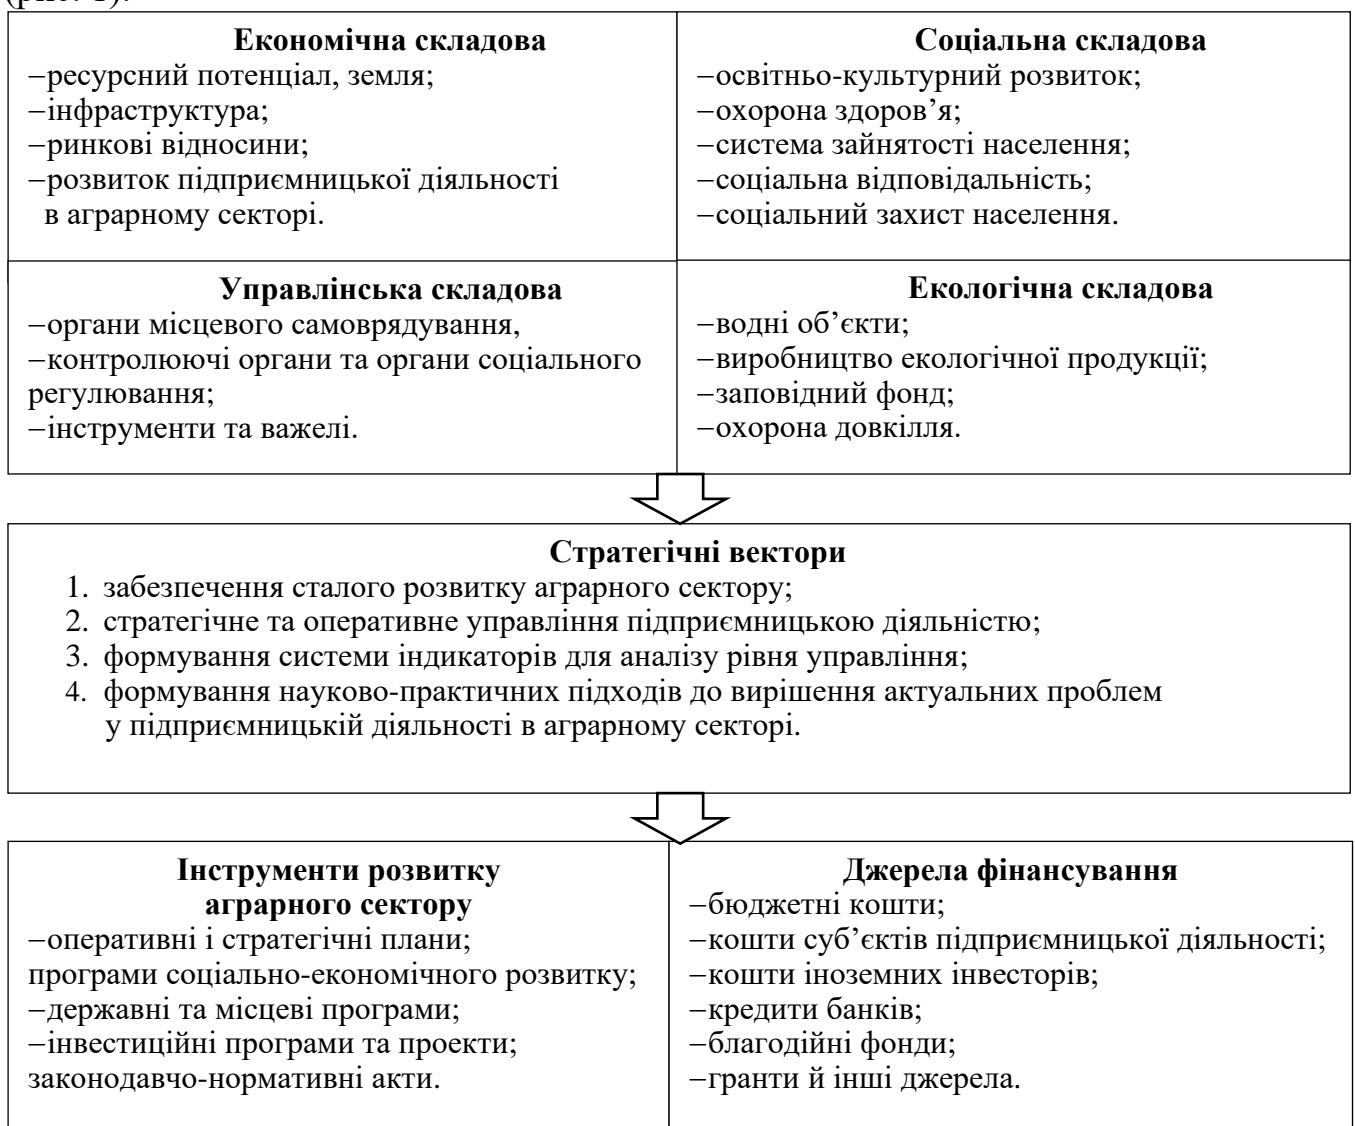 (рис. 1).
Економічна складова
−ресурсний потенціал, земля;
−інфраструктура;
−ринкові відносини;
−розвиток підприємницької діяльності
в аграрному секторі.
Соціальна складова
−освітньо-культурний розвиток;
−охорона здоров’я;
−система зайнятості населення;
−соціальна відповідальність;
−соціальний захист населення.
Управлінська складова
−органи місцевого самоврядування,
−контролюючі органи та органи соціального
регулювання;
−інструменти та важелі.
Екологічна складова
−водні об’єкти;
−виробництво екологічної продукції;
−заповідний фонд;
−охорона довкілля.
Стратегічні вектори
1. забезпечення сталого розвитку аграрного сектору;
2. стратегічне та оперативне управління підприємницькою діяльністю;
3. формування системи індикаторів для аналізу рівня управління;
4. формування науково-практичних підходів до вирішення актуальних проблем
у підприємницькій діяльності в аграрному секторі.
Інструменти розвитку
аграрного сектору
−оперативні і стратегічні плани;
програми соціально-економічного розвитку;
−державні та місцеві програми;
−інвестиційні програми та проекти;
законодавчо-нормативні акти.
Джерела фінансування
−бюджетні кошти;
−кошти суб’єктів підприємницької діяльності;
−кошти іноземних інвесторів;
−кредити банків;
−благодійні фонди;
−гранти й інші джерела.